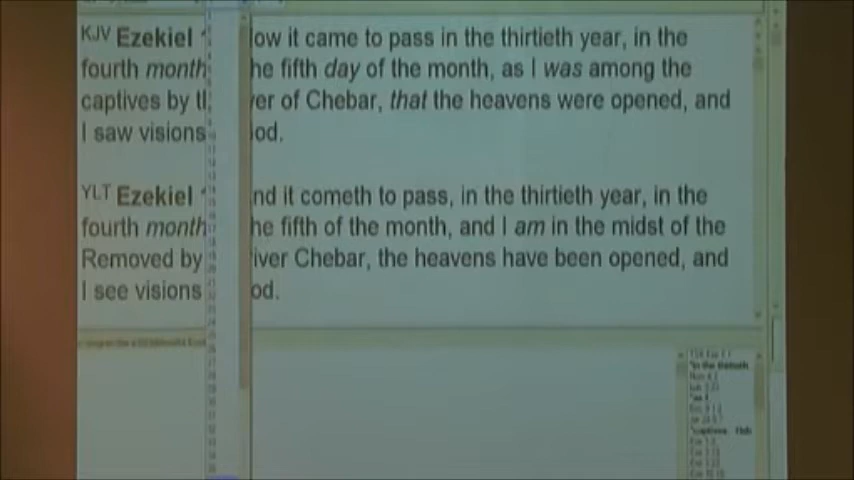 KJV Ezekiel ow it came to pass in the thirtieth year, in the
fourth month he fifth day of the month, as I was among the
captives by t er of Chebar, that the heavens were opened, and
I saw visions od.
YLT Ezekiel nd it cometh to pass, in the thirtieth year, in the
fourth month he fifth of the month, and I am in the midst of the
Removed by iver Chebar, the heavens have been opened, and
I see visions od.
"in the thirtieth